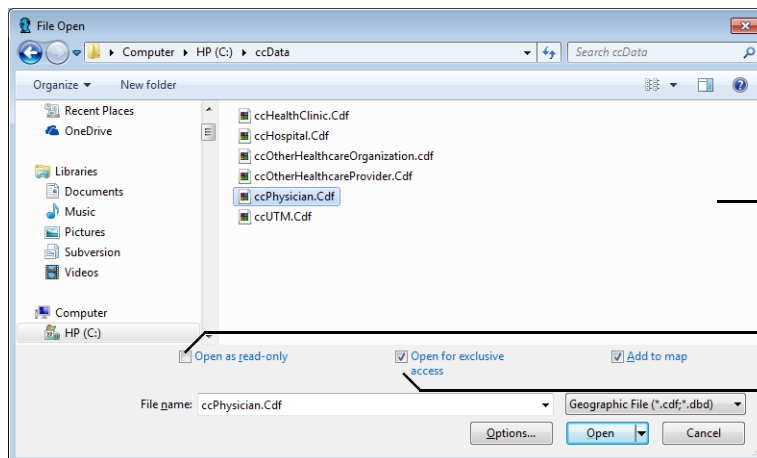 File Open
Computer HP (C:) ccData
Search ccData
Organize New folder
Recent Places
OneDrive
Libraries
Documents
Music
Pictures
Subversion
Videos
Computer
HP (C:)
ccHealthClinic.Cdf
ccHospital.Cdf
ccOtherHealthcareOrganization.cdf
ccOtherHealthcareProvider.Cdf
ccPhysician.Cdf
ccUTM.Cdf
Open as read-only
Open for exclusive
access
Add to map
File name: ccPhysician.Cdf
Geographic File (*.cdf;*.dbd)
Options... Open Cancel